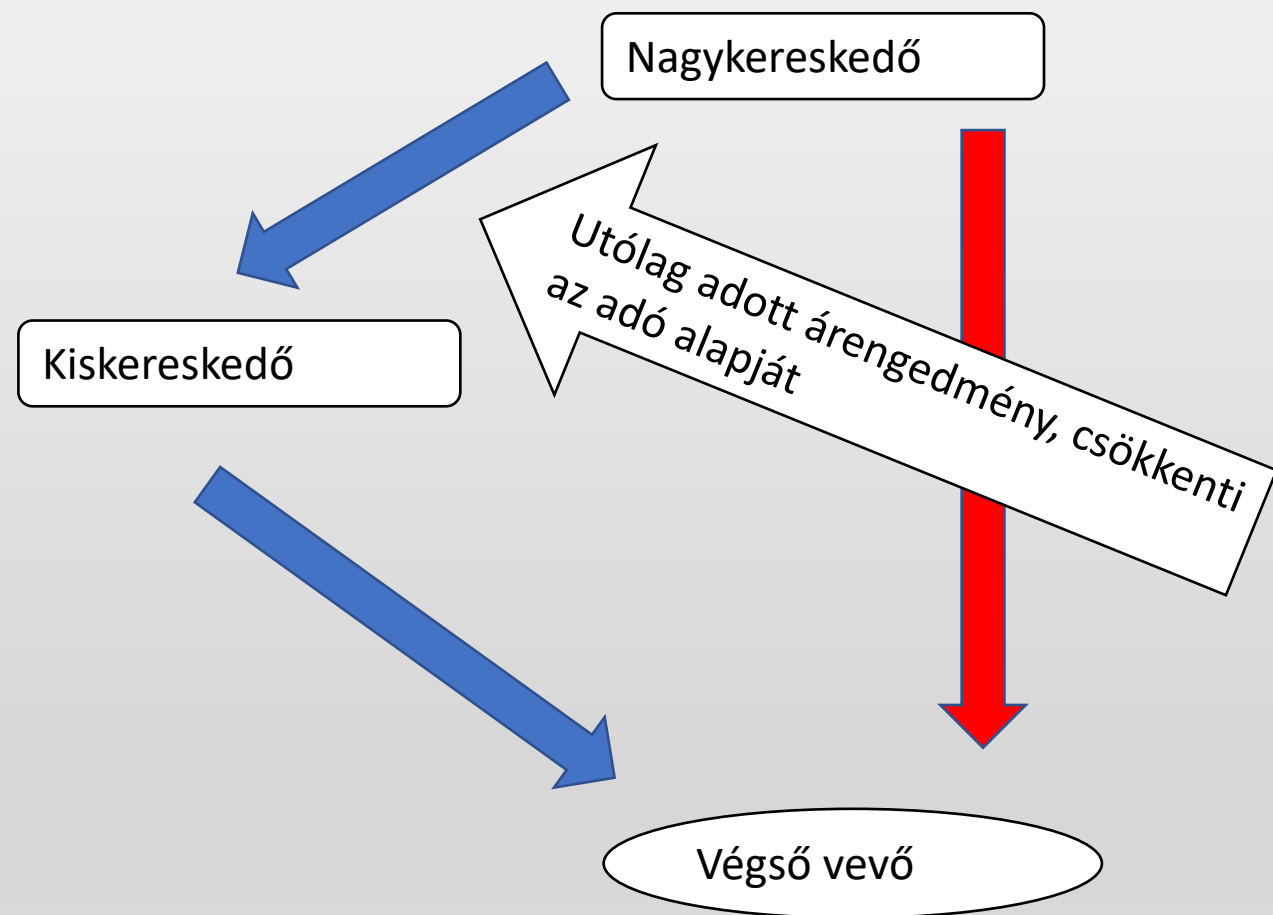 Nagykereskedő
Utólag adott árengedmény, csökkenti
az adó alapját
Kiskereskedő
Végső vevő